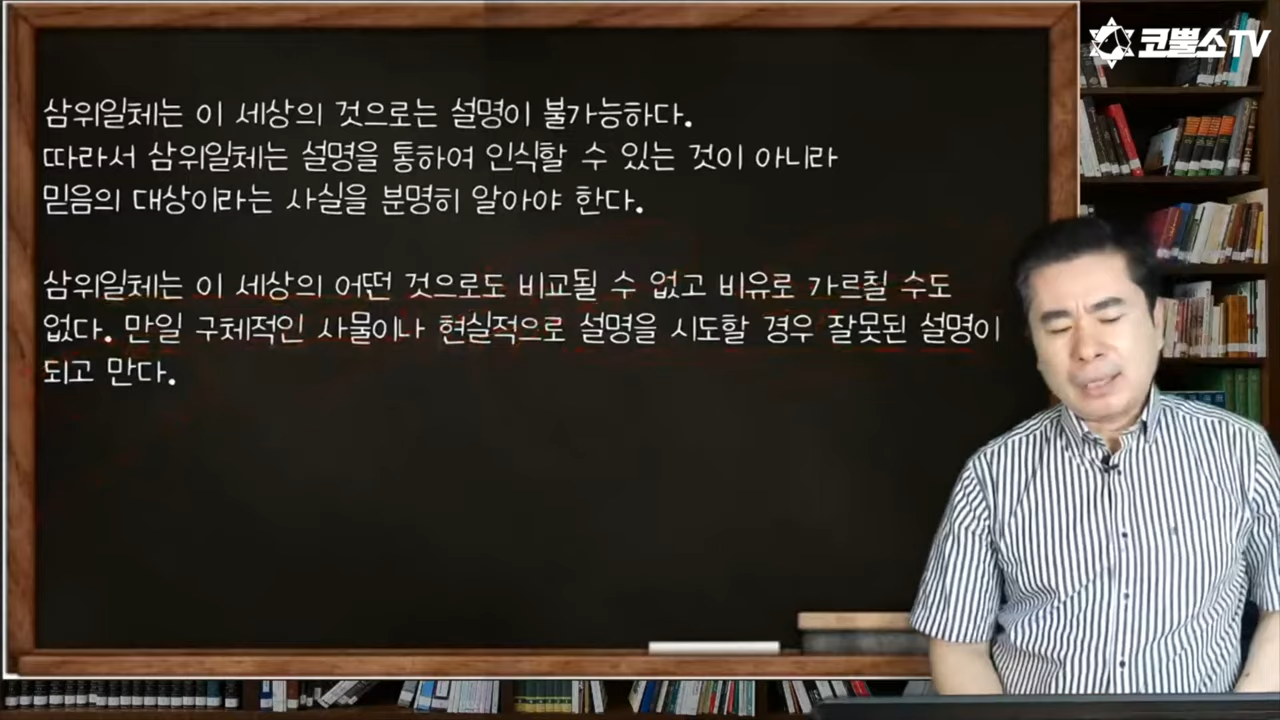 코뿔소TV
삼위일체는 이 세상의 것으로는 설명이 불가능하다.
따라서 삼위일체는 설명을 통하여 인식할 수 있는 것이 아니라
믿음의 대상이라는 사실을 분명히 알아야 한다.
삼위일체는 이 세상의 어떤 것으로도 비교될 수 없고 비유로 가르칠 수도
없다. 만일 구체적인 사물이나 현실적으로 설명을 시도할 경우 잘못된 설명이
되고 만다.